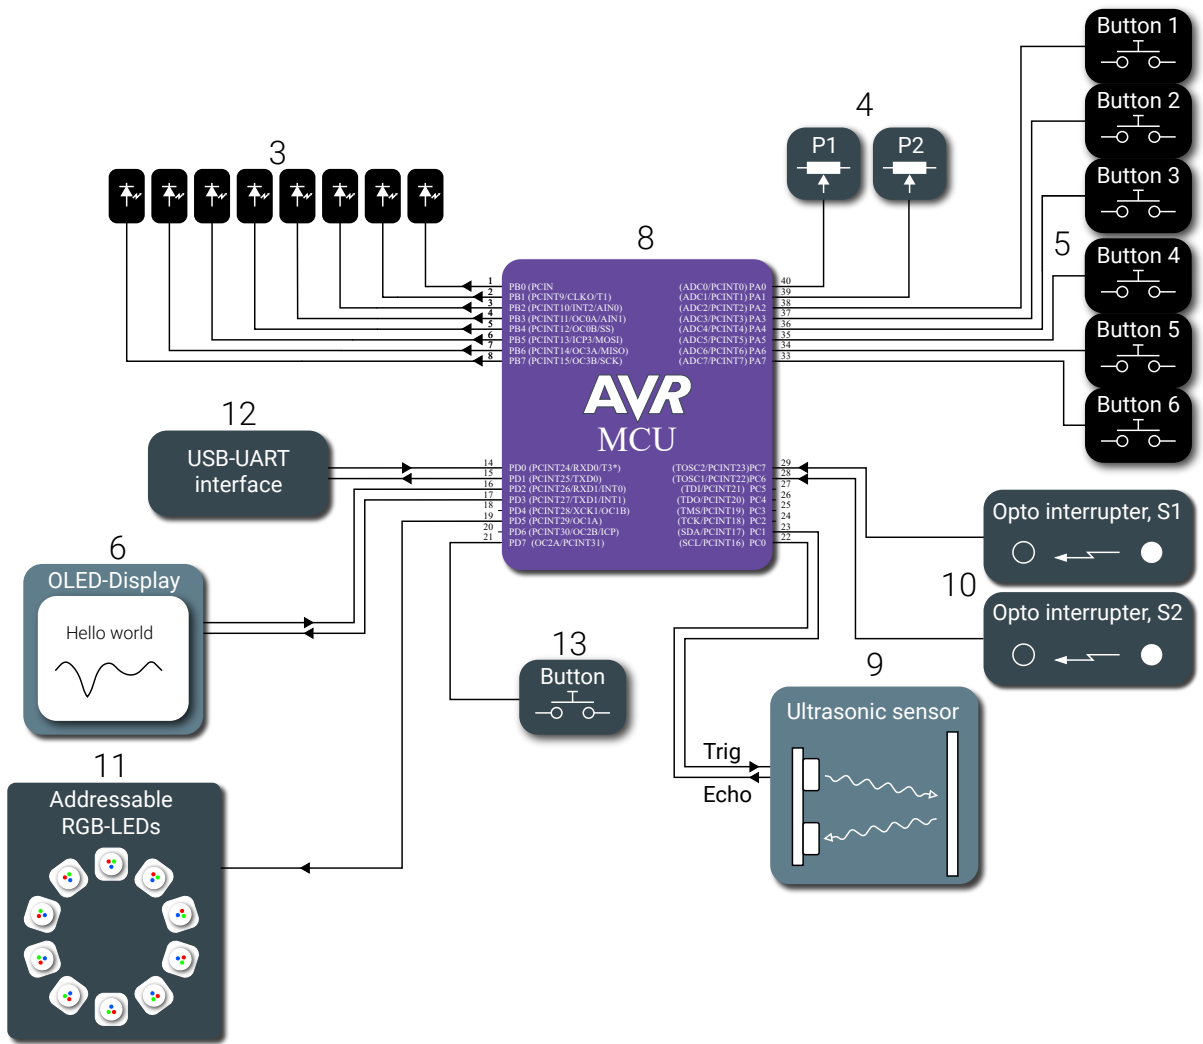 Button 1
Button 2
Button 3
Button 4
Button 5
Button 6
5
4
P1
P2
3
8
1
2
3
4
5
6
7
8
PB0 (PCIN
PB1 (PCINT9/CLKO/T1)
PB2 (PCINT10/INT2/AIN0)
PB3 (PCINT11/OC0A/AIN1)
PB4 (PCINT12/OC0B/SS)
PB5 (PCINT13/ICP3/MOSI)
PB6 (PCINT14/OC3A/MISO)
PB7 (PCINT15/OC3B/SCK)
(ADC0/PCINT0) PA0
(ADC1/PCINT1) PA1
(ADC2/PCINT2) PA2
(ADC3/PCINT3) PA3
(ADC4/PCINT4) PA4
(ADC5/PCINT5) PA5
(ADC6/PCINT6) PA6
(ADC7/PCINT7) PA7
40
39
38
37
36
35
34
33
AVR
MCU
12
USB-UART
interface
14
15
16
17
18
19
20
21
PD0 (PCINT24/RXD0/T3*)
PD1 (PCINT25/TXD0)
PD2 (PCINT26/RXD1/INT0)
PD3 (PCINT27/TXD1/INT1)
PD4 (PCINT28/XCK1/OC1B)
PD5 (PCINT29/OC1A)
PD6 (PCINT30/OC2B/ICP)
PD7 (OC2A/PCINT31)
(TOSC2/PCINT23)PC7
(TOSC1/PCINT22)PC6
(TDI/PCINT21) PC5
(TDO/PCINT20) PC4
(TMS/PCINT19) PC3
(TCK/PCINT18) PC2
(SDA/PCINT17) PC1
(SCL/PCINT16) PC0
29
28
27
26
25
24
23
22
Opto interrupter, S1
10
Opto interrupter, S2
6
OLED-Display
Hello world
13
Button
9
Ultrasonic sensor
Trig
Echo
11
Addressable
RGB-LEDs